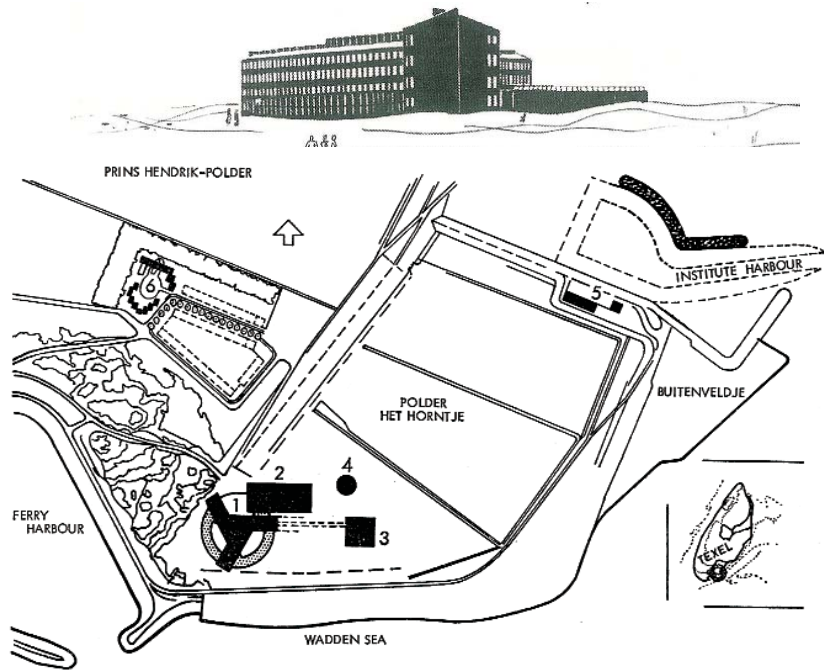 PRINS HENDRIK-POLDER
INSTITUTE HARBOUR
6
5
POLDER
HET HORNTJE
BUITENVELDJE
2
4
1
3
FERRY
HARBOUR
TEXEL
WADDEN SEA